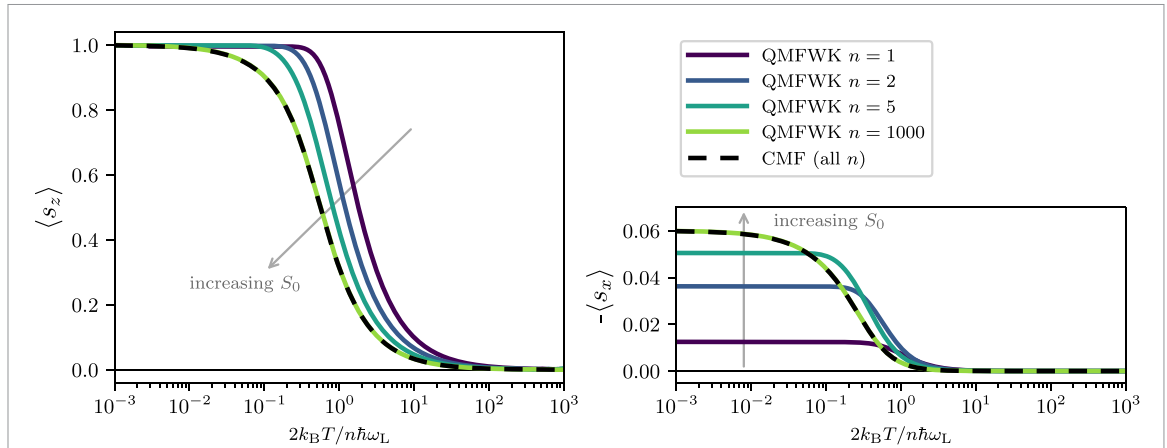 1.0
0.8
0.6
0.4
0.2
0.0
⟨s_z⟩
increasing S_0
10^{-3} 10^{-2} 10^{-1} 10^0 10^1 10^2 10^3
2k_BT/nħω_L
QMFWK n = 1
QMFWK n = 2
QMFWK n = 5
QMFWK n = 1000
CMF (all n)
0.06
0.04
0.02
0.00
-⟨s_x⟩
increasing S_0
10^{-3} 10^{-2} 10^{-1} 10^0 10^1 10^2 10^3
2k_BT/nħω_L